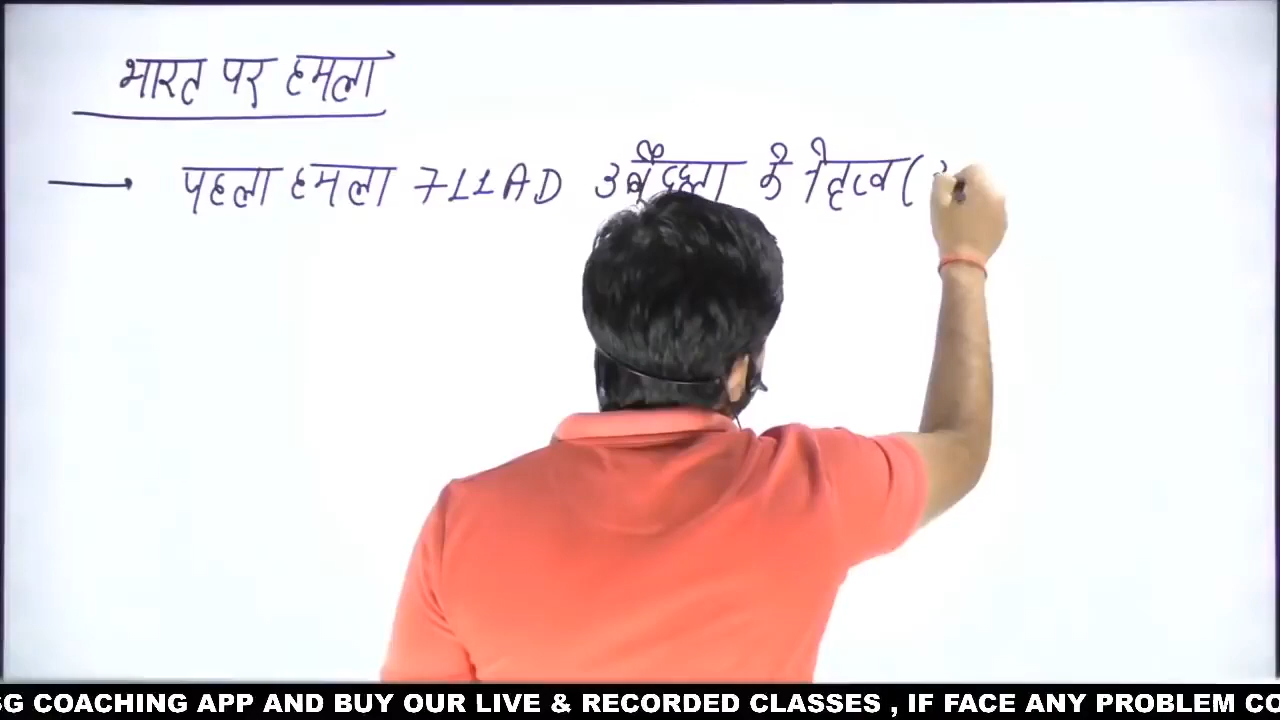 भारत पर हमला
पहला हमला 711AD उबैदुल्ला के नेतृत्व (
SG COACHING APP AND BUY OUR LIVE & RECORDED CLASSES , IF FACE ANY PROBLEM CO